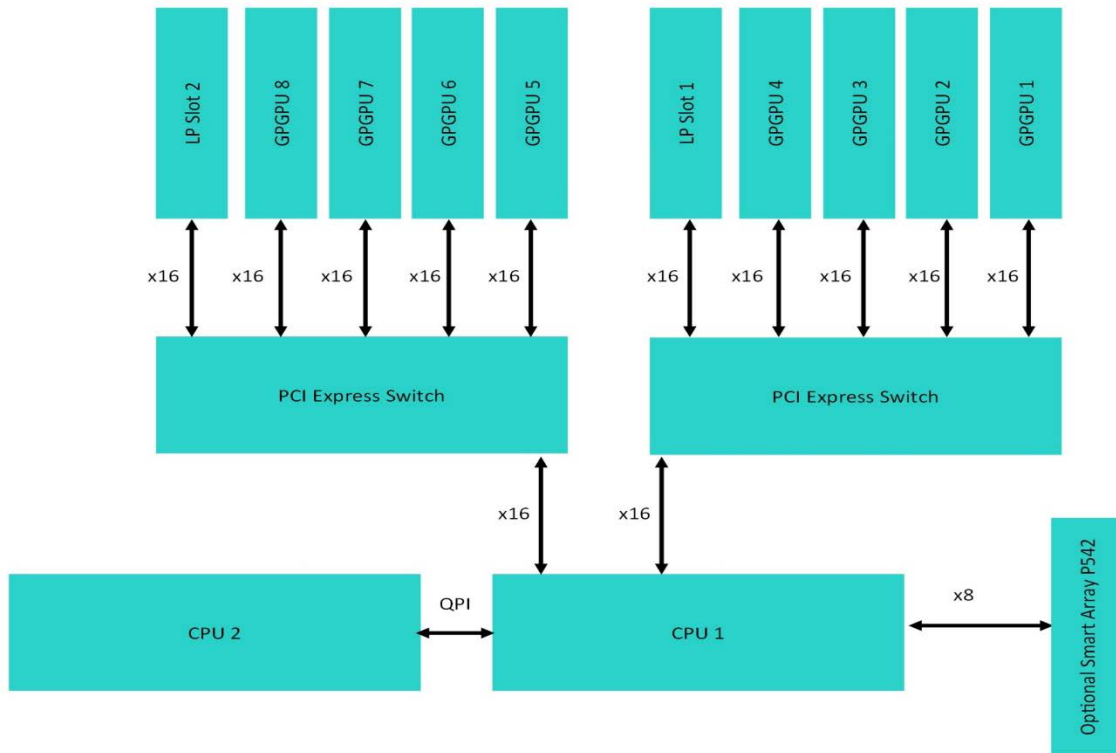 LP Slot 2
GPGPU 8
GPGPU 7
GPGPU 6
GPGPU 5
LP Slot 1
GPGPU 4
GPGPU 3
GPGPU 2
GPGPU 1
x16
x16
x16
x16
x16
x16
x16
x16
x16
x16
PCI Express Switch
PCI Express Switch
x16
x16
CPU 2
QPI
CPU 1
x8
Optional Smart Array P542